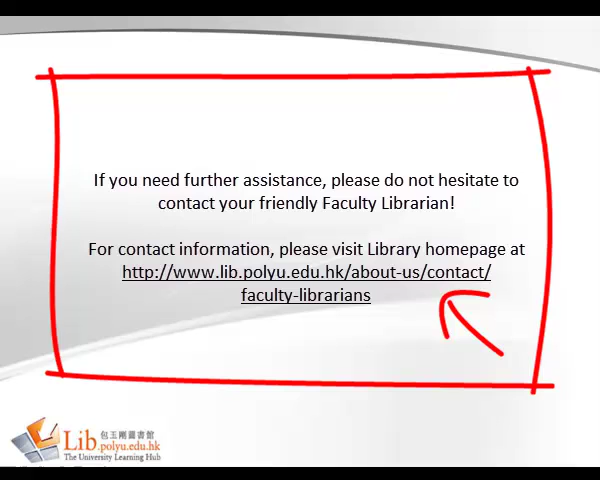 If you need further assistance, please do not hesitate to
contact your friendly Faculty Librarian!
For contact information, please visit Library homepage at
http://www.lib.polyu.edu.hk/about-us/contact/
faculty-librarians
包玉剛圖書館
Lib.polyu.edu.hk
The University Learning Hub